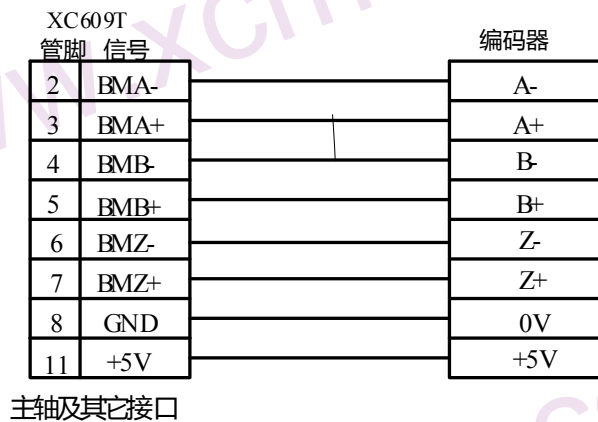 XC609T
管脚 信号 编码器
2 BMA- A-
3 BMA+ A+
4 BMB- B-
5 BMB+ B+
6 BMZ- Z-
7 BMZ+ Z+
8 GND 0V
11 +5V +5V
主轴及其它接口